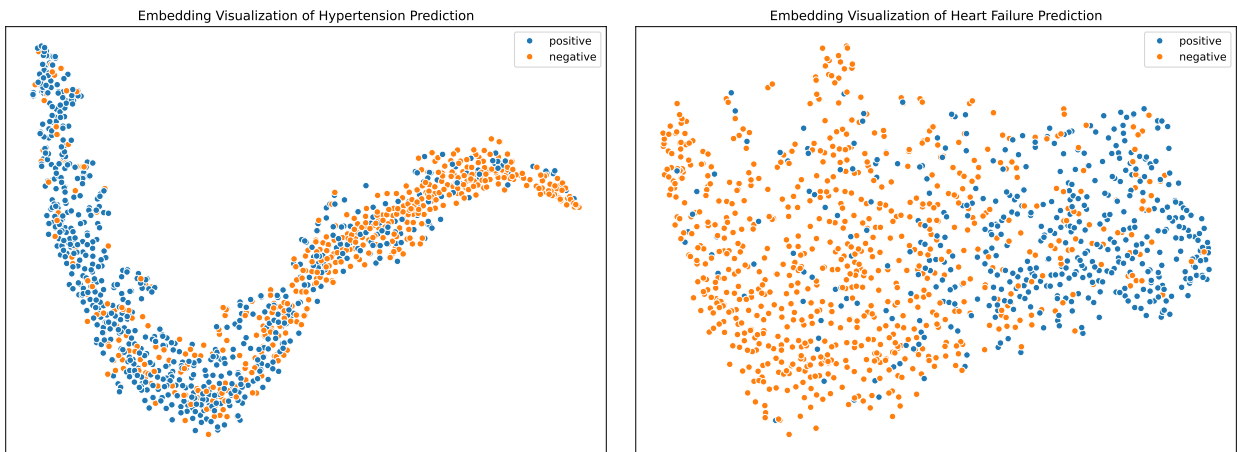 Embedding Visualization of Hypertension Prediction
positive
negative
Embedding Visualization of Heart Failure Prediction
positive
negative